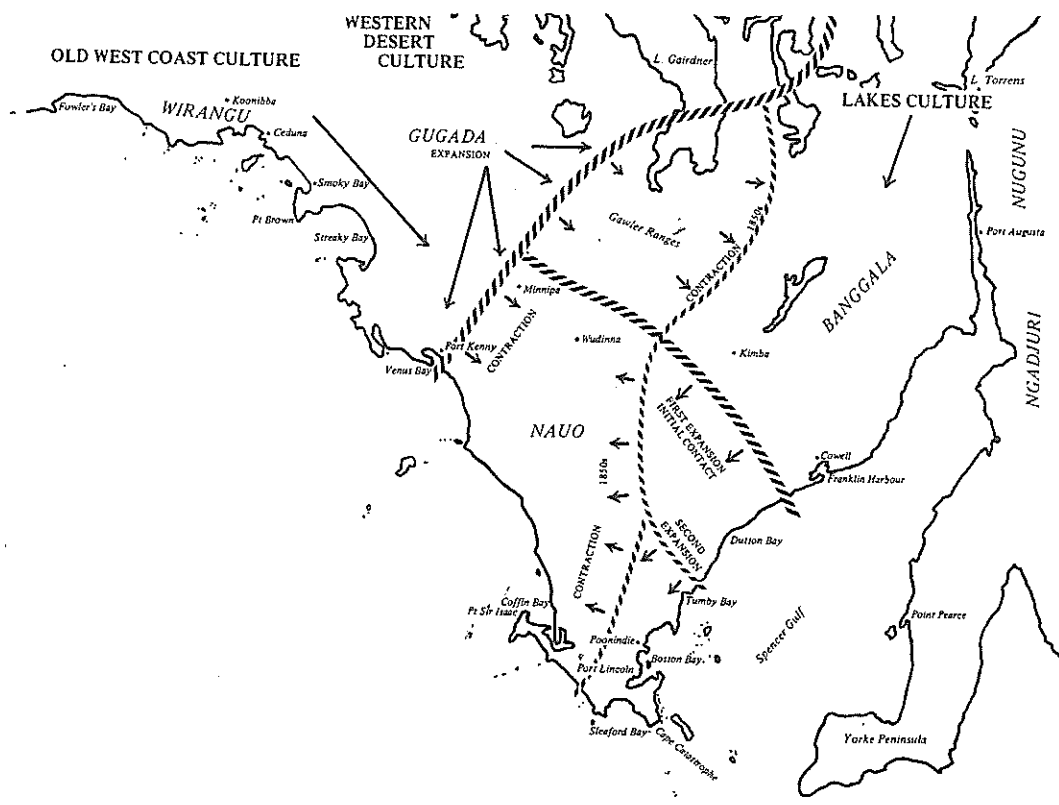 WESTERN
DESERT
CULTURE
OLD WEST COAST CULTURE
L. Gairdner
L. Torrens
LAKES CULTURE
Fowler's Bay
WIRANGU
Koonibba
Ceduna
GUGADA
EXPANSION
NUGUNU
Smoky Bay
Pt Brown
Streaky Bay
Gawler Ranges
1850s
CONTRACTION
Port Augusta
BANGGALA
Minnipa
CONTRACTION
Port Kenny
Venus Bay
Wudinna
Kimba
NGADJURI
FIRST EXPANSION
INITIAL CONTACT
NAUO
1850s
Cowell
Franklin Harbour
SECOND
EXPANSION
Dutton Bay
CONTRACTION
Coffin Bay
Pt Sir Isaac
Tumby Bay
Point Pearce
Spencer Gulf
Poonindie
Boston Bay
Port Lincoln
Sleaford Bay
Cape Catastrophe
Yorke Peninsula